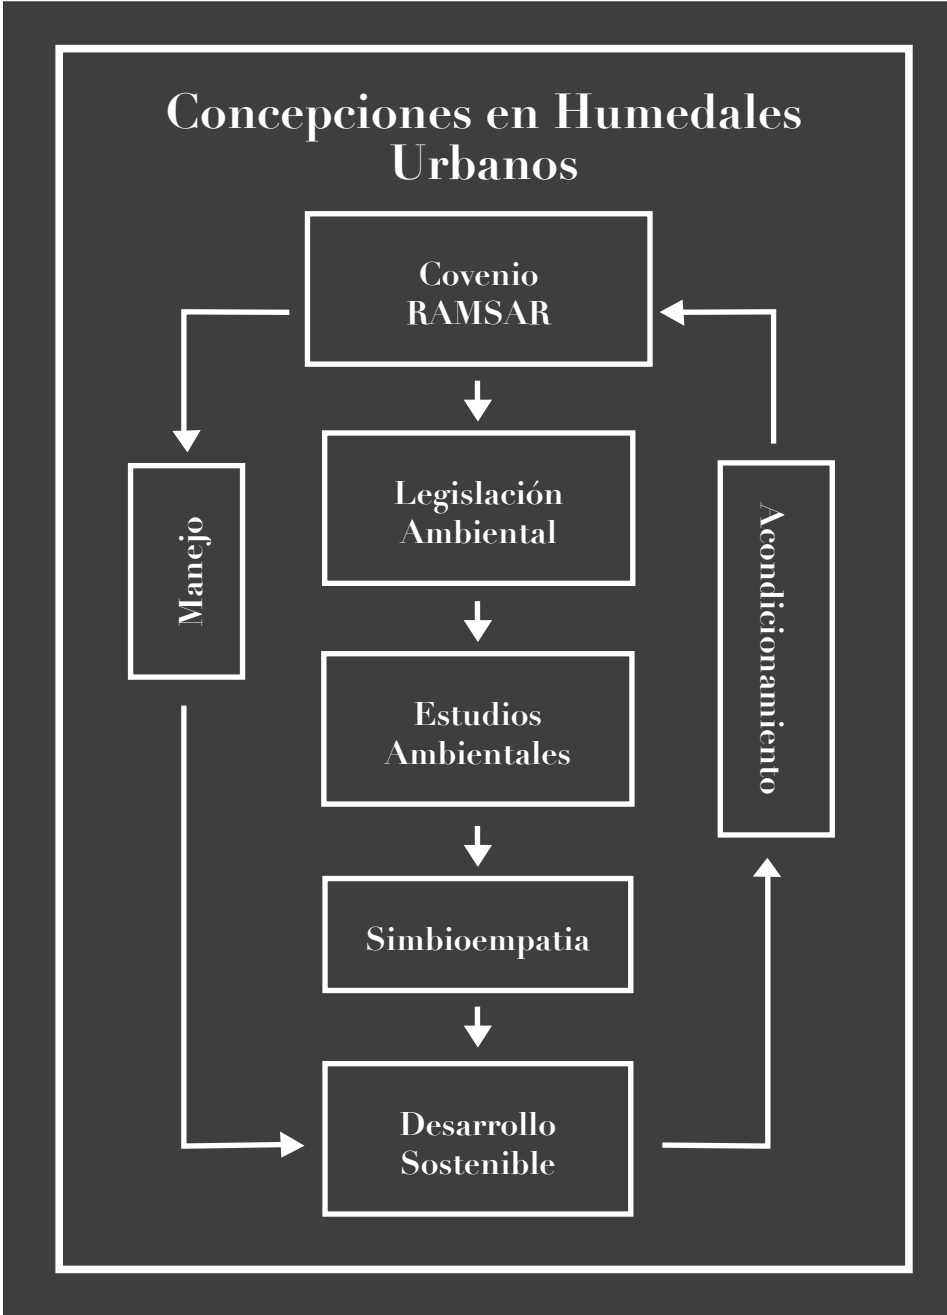 Concepciones en Humedales
Urbanos
Covenio
RAMSAR
Legislación
Ambiental
Manejo
Acondicionamiento
Estudios
Ambientales
Simbioempatia
Desarrollo
Sostenible